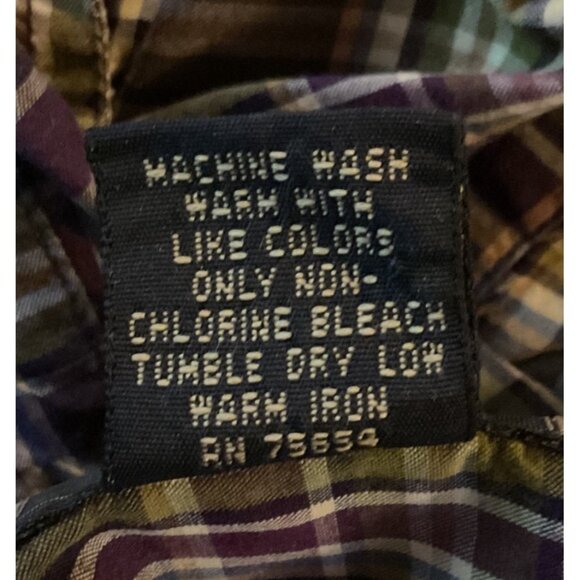 MACHINE WASH
WARM WITH
LIKE COLORS
ONLY NON-
CHLORINE BLEACH
TUMBLE DRY LOW
WARM IRON
RN 75654